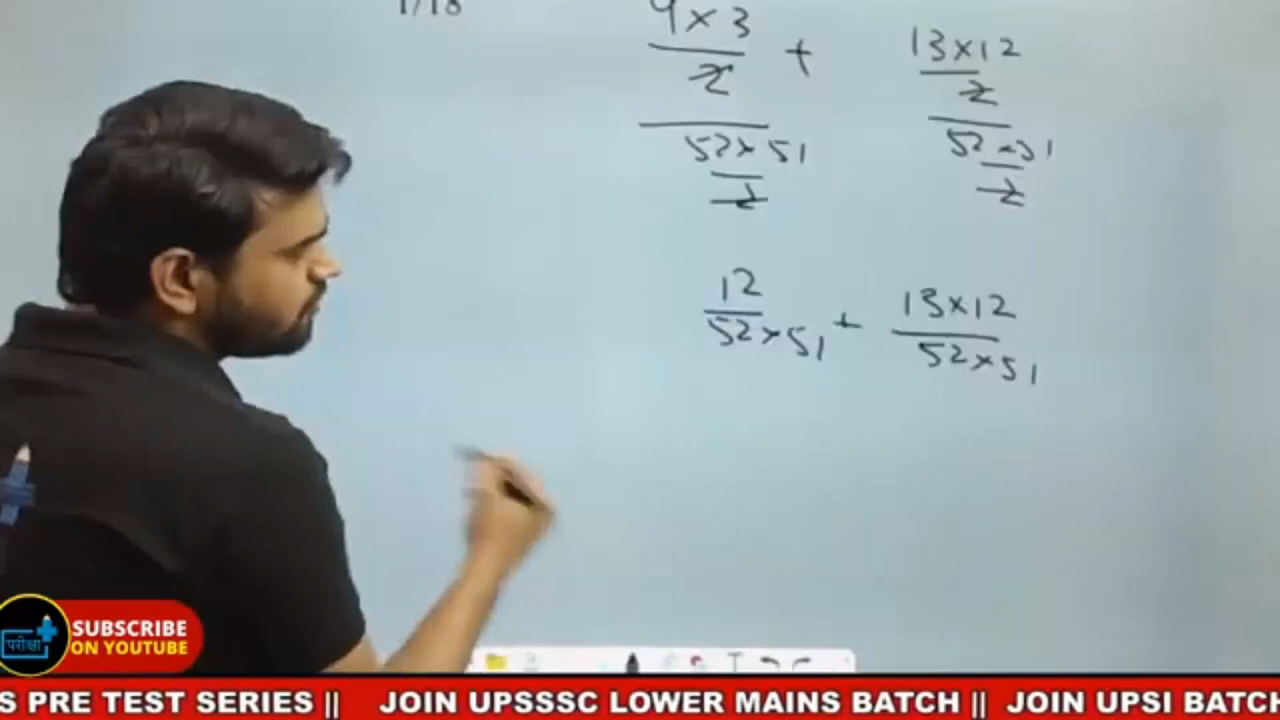 1/18
4 x 3 / 2 / 52 x 51 / 2 + 13 x 12 / 2 / 52 x 51 / 2
12 / 52 x 51 + 13 x 12 / 52 x 51
परीक्षा
SUBSCRIBE
ON YOUTUBE
S PRE TEST SERIES || JOIN UPSSSC LOWER MAINS BATCH || JOIN UPSI BATCH